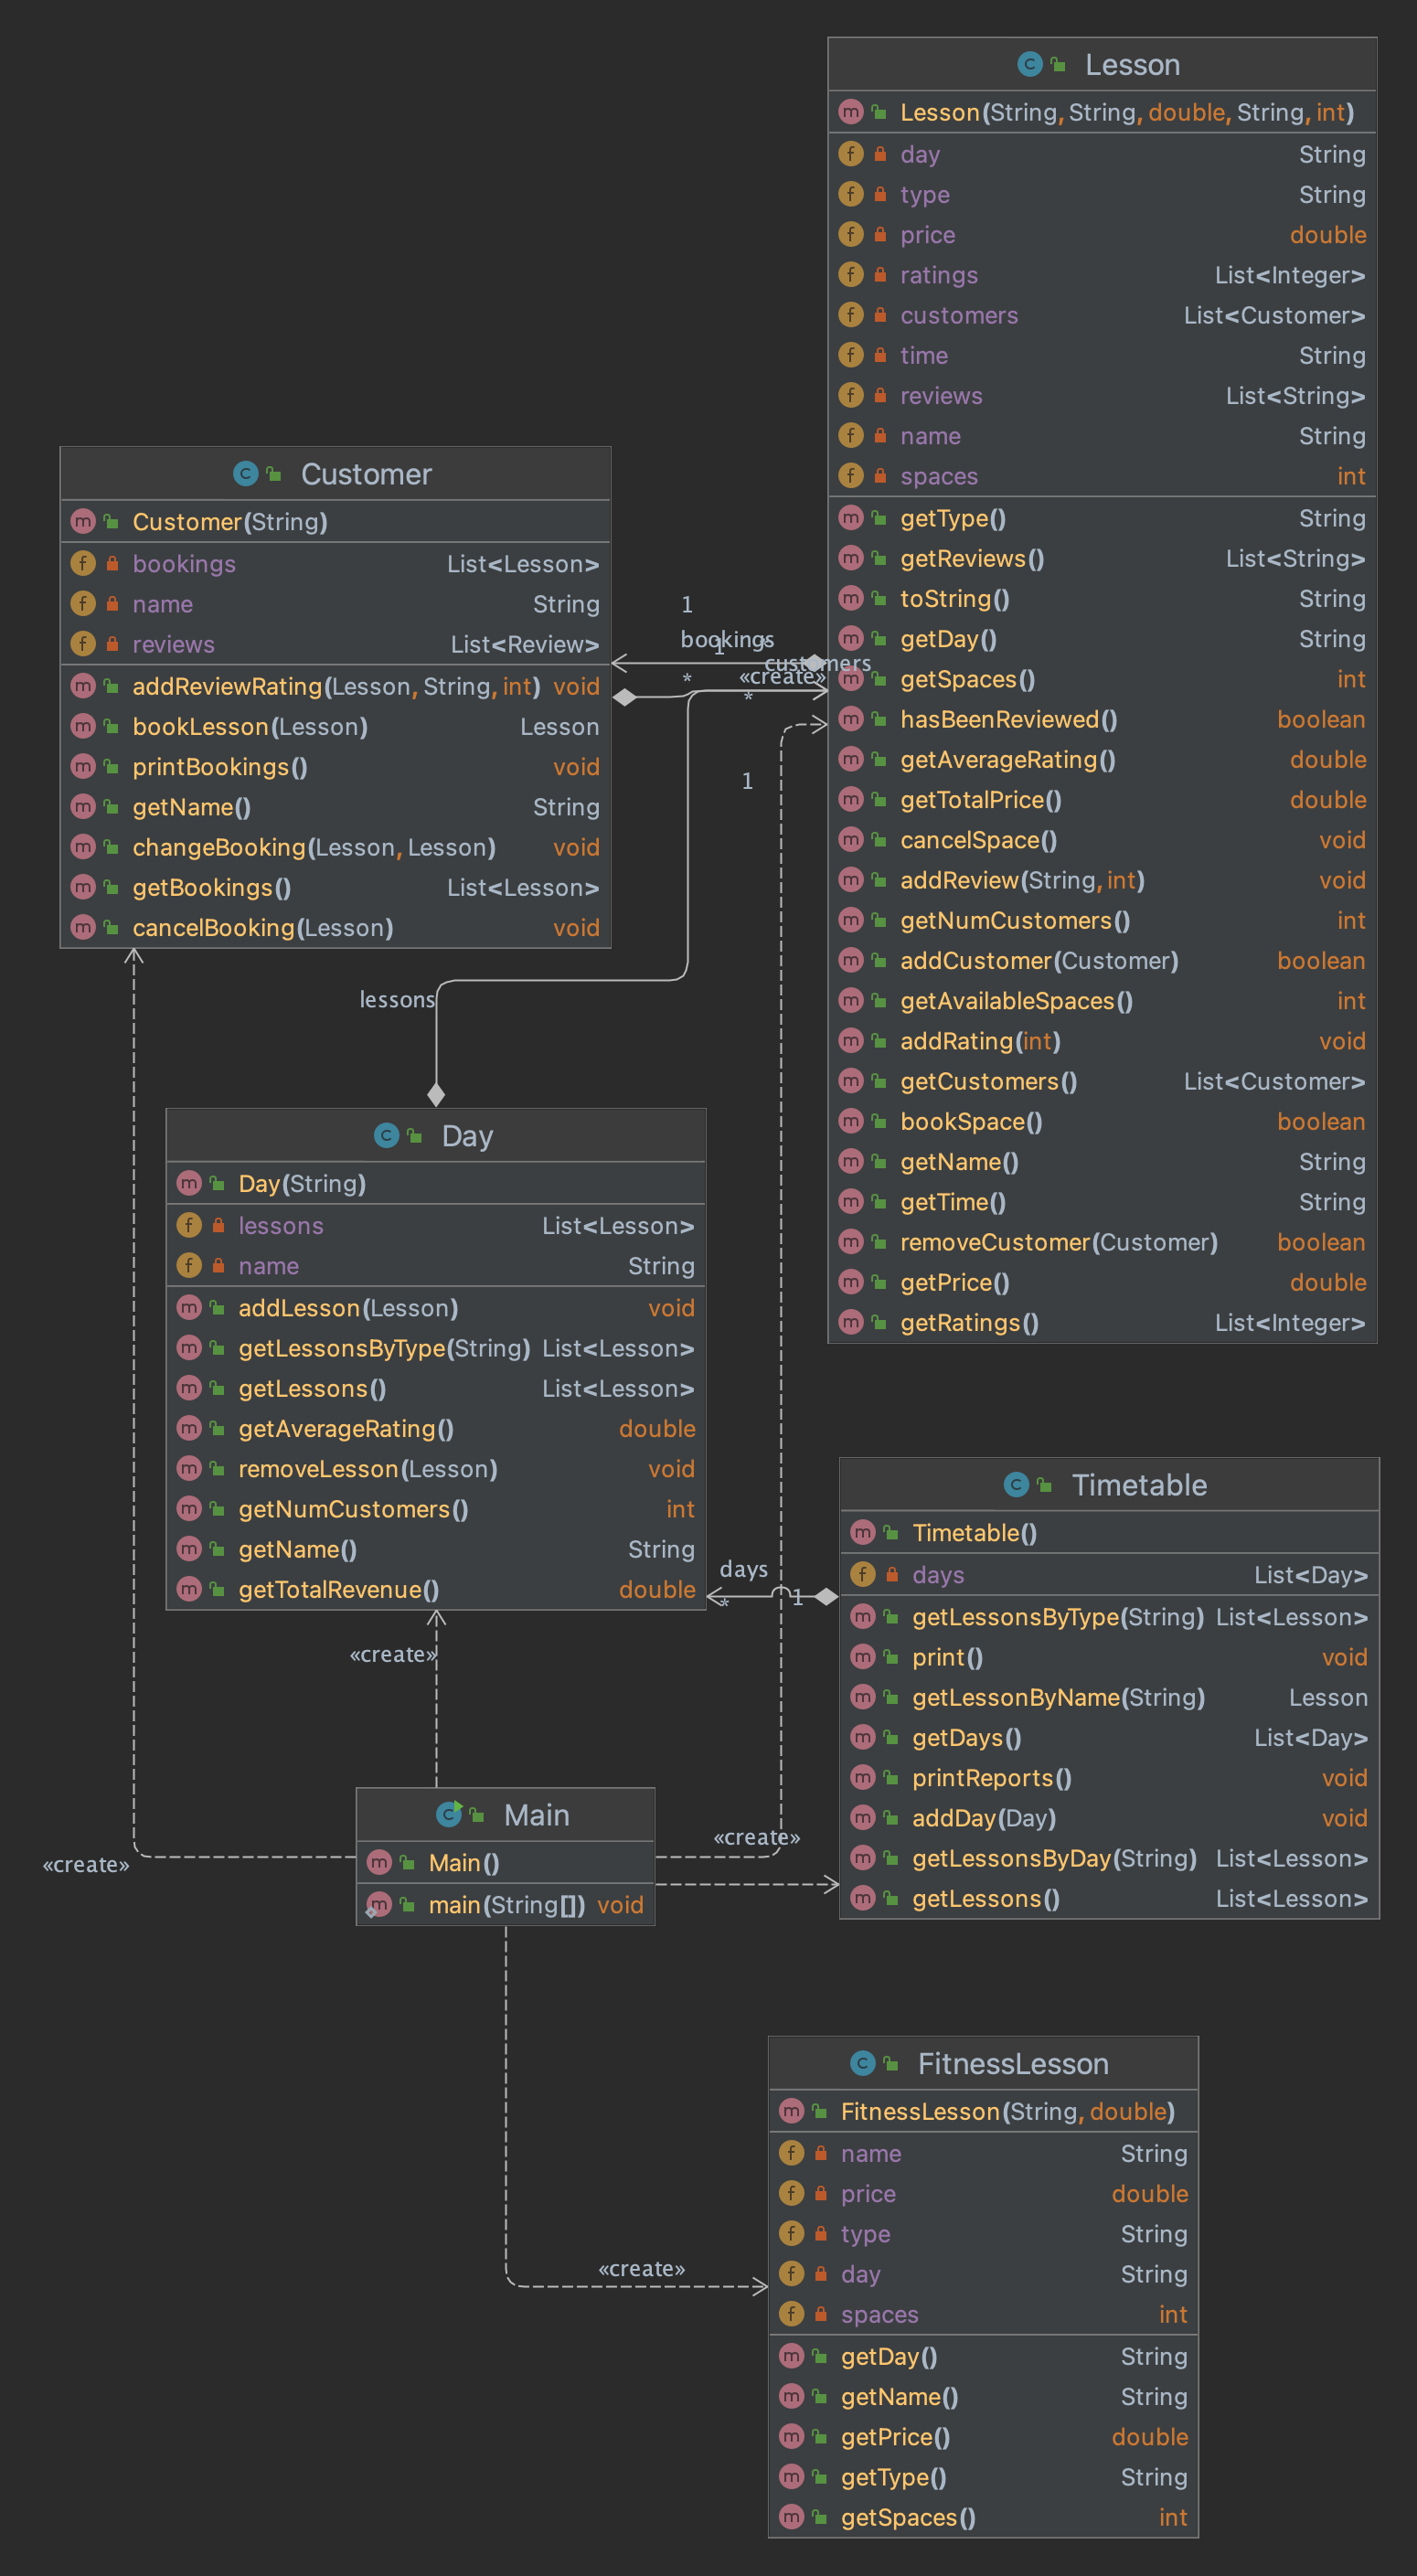 Lesson
Lesson(String, String, double, String, int)
day String
type String
price double
ratings List<Integer>
customers List<Customer>
time String
reviews List<String>
name String
spaces int
getType() String
getReviews() List<String>
toString() String
getDay() String
getSpaces() int
hasBeenReviewed() boolean
getAverageRating() double
getTotalPrice() double
cancelSpace() void
addReview(String, int) void
getNumCustomers() int
addCustomer(Customer) boolean
getAvailableSpaces() int
addRating(int) void
getCustomers() List<Customer>
bookSpace() boolean
getName() String
getTime() String
removeCustomer(Customer) boolean
getPrice() double
getRatings() List<Integer>
Customer
Customer(String)
bookings List<Lesson>
name String
reviews List<Review>
addReviewRating(Lesson, String, int) void
bookLesson(Lesson) Lesson
printBookings() void
getName() String
changeBooking(Lesson, Lesson) void
getBookings() List<Lesson>
cancelBooking(Lesson) void
1
bookings
1 *
customers
* «create»
*
1
lessons
Day
Day(String)
lessons List<Lesson>
name String
addLesson(Lesson) void
getLessonsByType(String) List<Lesson>
getLessons() List<Lesson>
getAverageRating() double
removeLesson(Lesson) void
getNumCustomers() int
getName() String
getTotalRevenue() double
days
* 1
Timetable
Timetable()
days List<Day>
getLessonsByType(String) List<Lesson>
print() void
getLessonByName(String) Lesson
getDays() List<Day>
printReports() void
addDay(Day) void
getLessonsByDay(String) List<Lesson>
getLessons() List<Lesson>
«create»
Main
Main()
main(String[]) void
«create»
«create»
«create»
FitnessLesson
FitnessLesson(String, double)
name String
price double
type String
day String
spaces int
getDay() String
getName() String
getPrice() double
getType() String
getSpaces() int